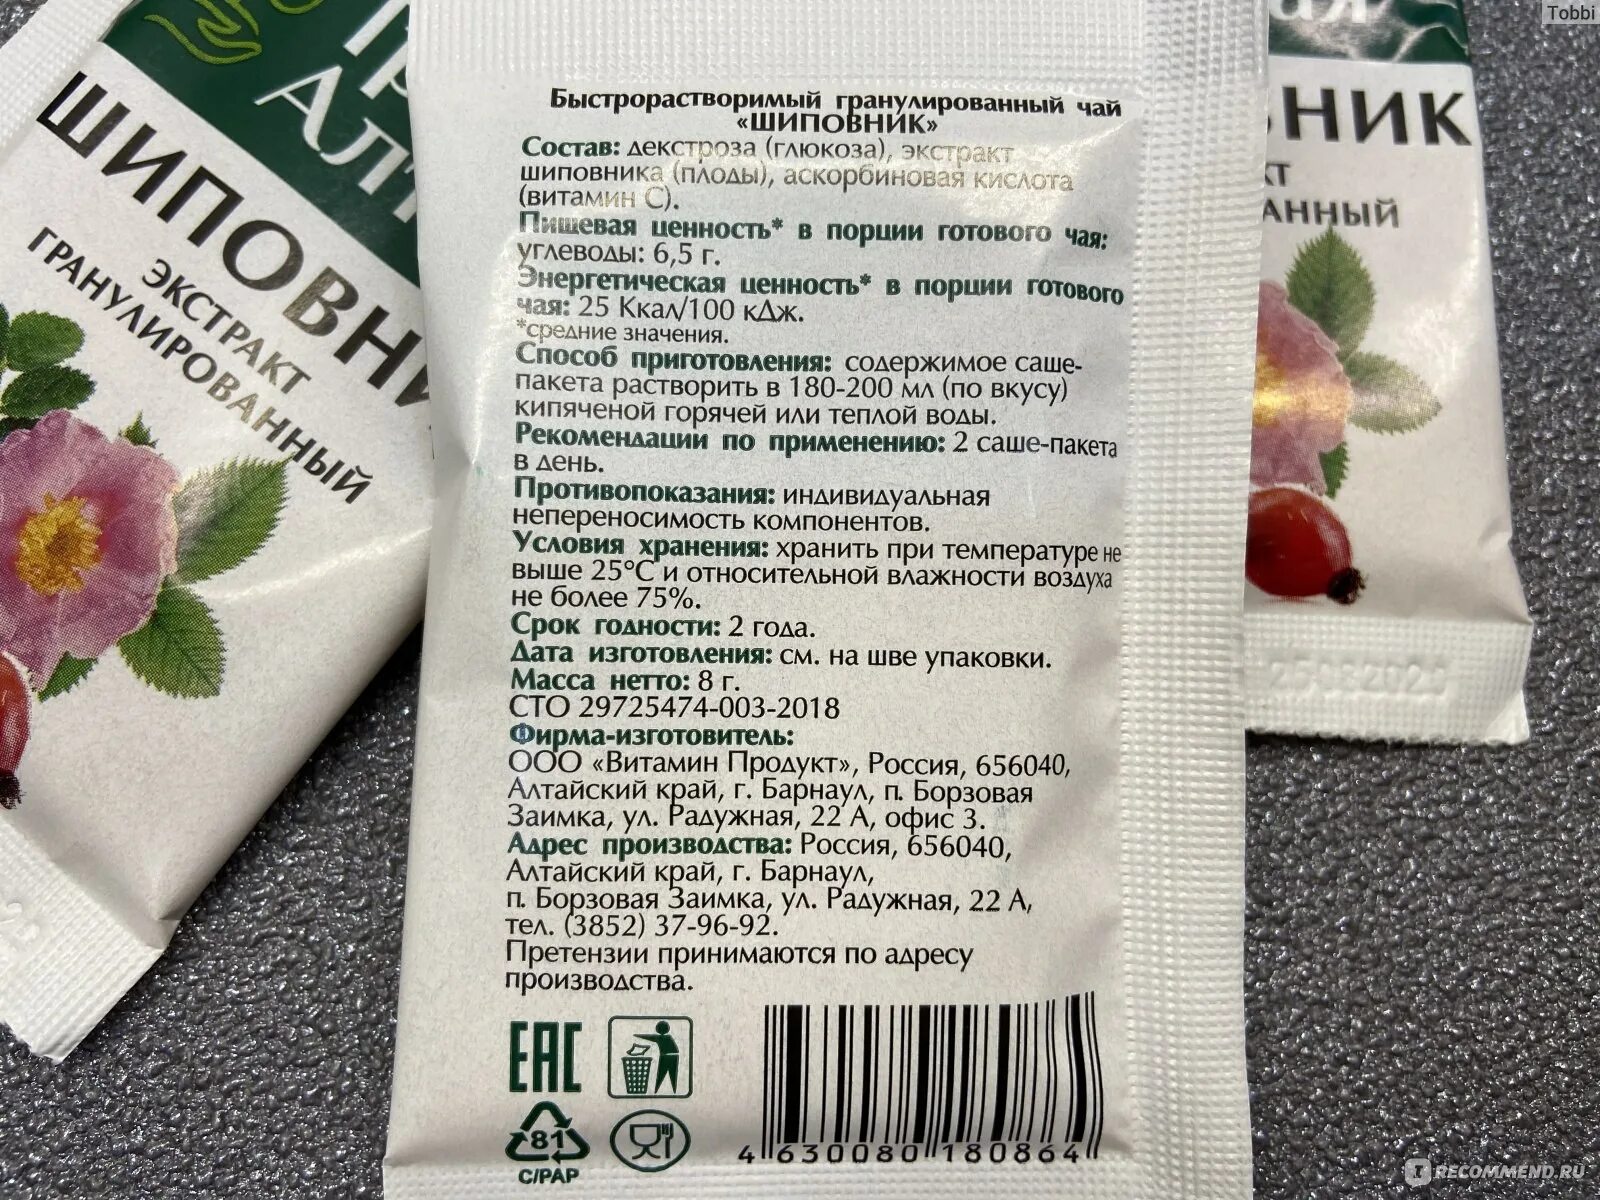 Tobbi
АЛТ
ШИПОВНИ
ЭКСТРАКТ
ГРАНУЛИРОВАННЫЙ
Быстрорастворимый гранулированный чай
«ШИПОВНИК»
Состав: декстроза (глюкоза), экстракт
шиповника (плоды), аскорбиновая кислота
(витамин С).
Пищевая ценность* в порции готового чая:
углеводы: 6,5 г.
Энергетическая ценность* в порции готового
чая: 25 Ккал/100 кДж.
*средние значения.
Способ приготовления: содержимое саше-
пакета растворить в 180-200 мл (по вкусу)
кипяченой горячей или теплой воды.
Рекомендации по применению: 2 саше-пакета
в день.
Противопоказания: индивидуальная
непереносимость компонентов.
Условия хранения: хранить при температуре не
выше 25°С и относительной влажности воздуха
не более 75%.
Срок годности: 2 года.
Дата изготовления: см. на шве упаковки.
Масса нетто: 8 г.
СТО 29725474-003-2018
Фирма-изготовитель:
ООО «Витамин Продукт», Россия, 656040,
Алтайский край, г. Барнаул, п. Борзовая
Заимка, ул. Радужная, 22 А, офис 3.
Адрес производства: Россия, 656040,
Алтайский край, г. Барнаул,
п. Борзовая Заимка, ул. Радужная, 22 А,
тел. (3852) 37-96-92.
Претензии принимаются по адресу
производства.
ЕАС
81
C/PAP
4 630080 180864
НИК
КТ
АННЫЙ
RECOMMEND.RU